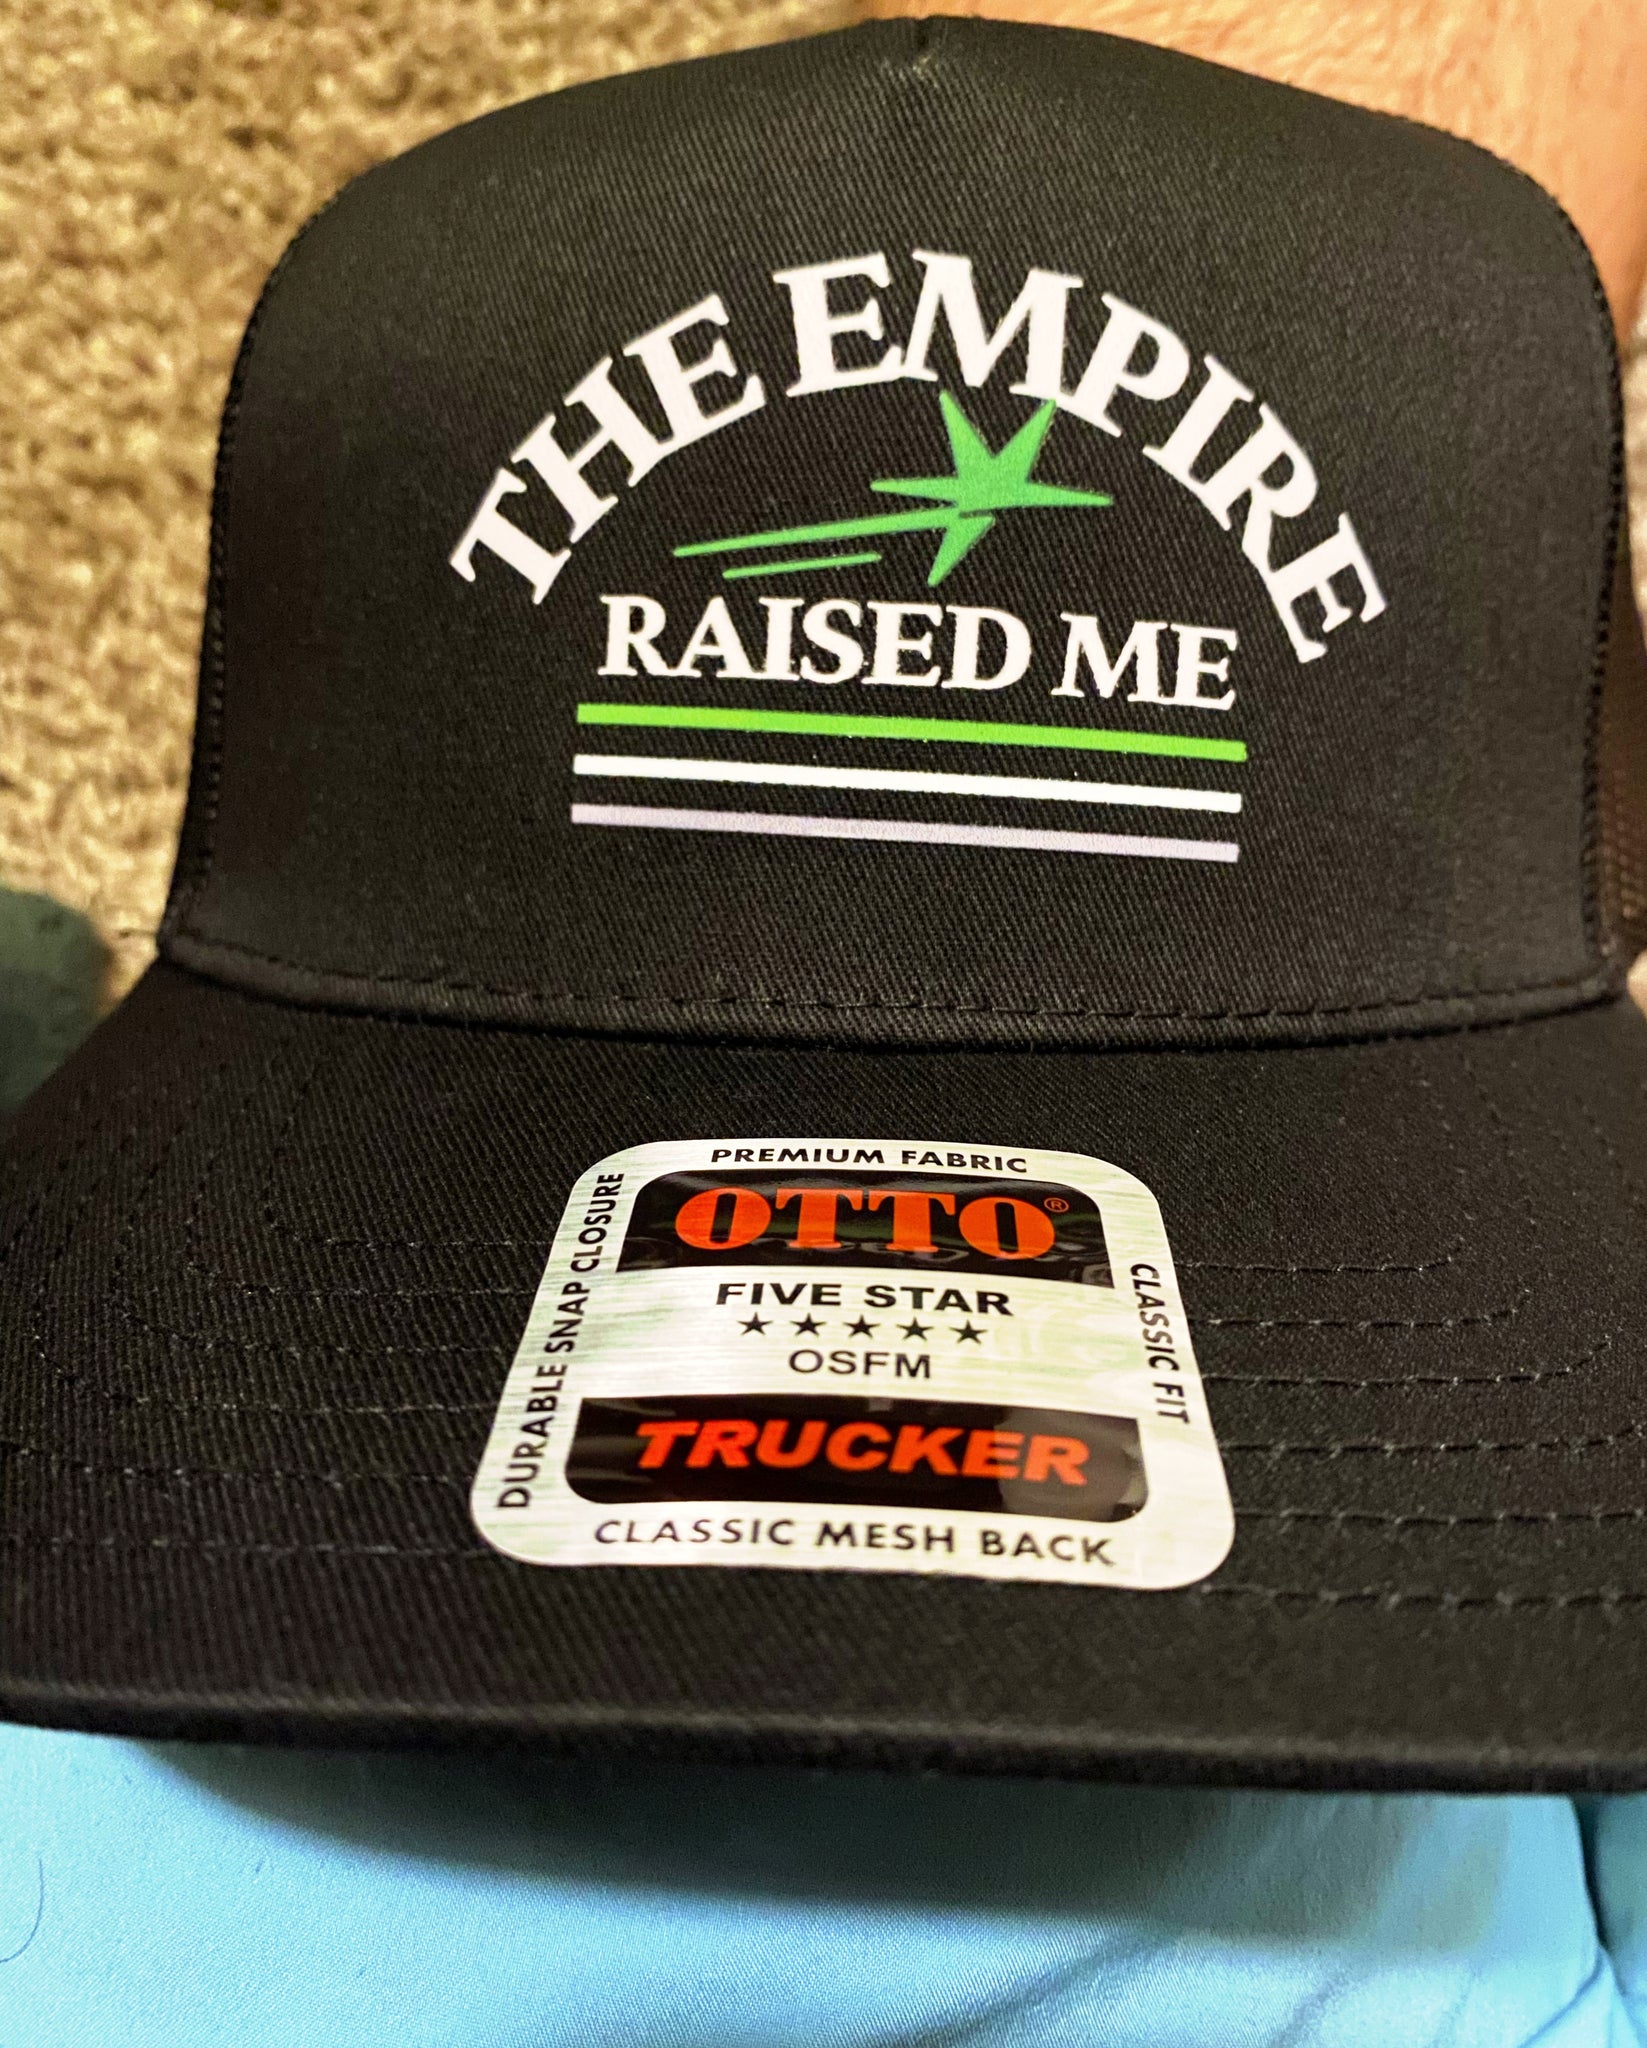 THE EMPIRE
RAISED ME
PREMIUM FABRIC
DURABLE SNAP CLOSURE
OTTO®
FIVE STAR
★★★★★
OSFM
TRUCKER
CLASSIC FIT
CLASSIC MESH BACK